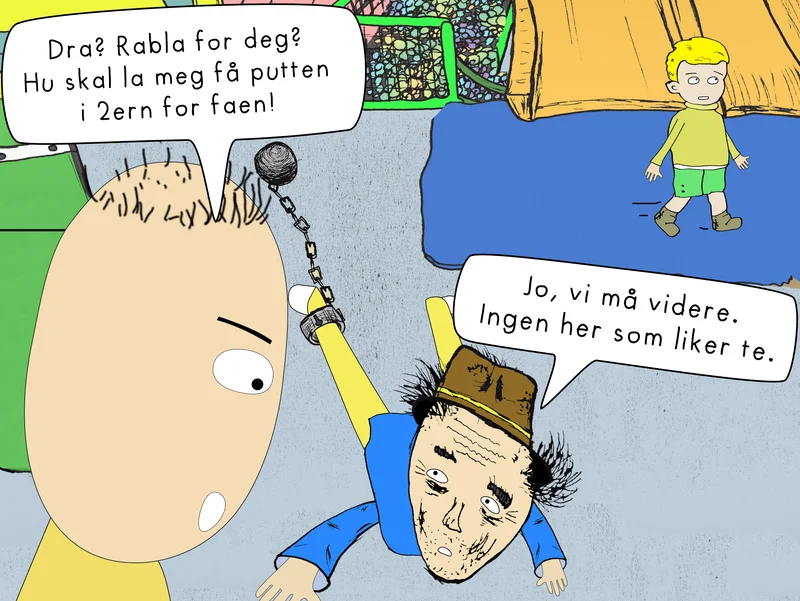 Dra? Rabla for deg?
Hu skal la meg få putten
i 2ern for faen!
Jo, vi må videre.
Ingen her som liker te.